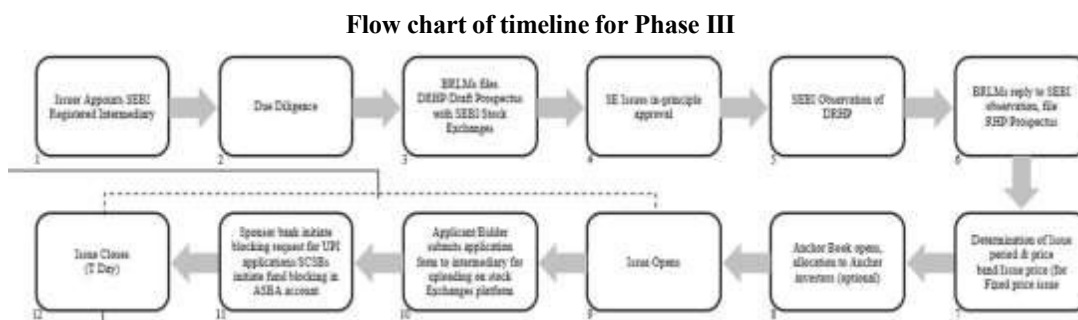 Flow chart of timeline for Phase III
Issuer Appoints SEBI
Registered Intermediary
1
Due Diligence
2
BRLMs files
DRHP/Draft Prospectus
with SEBI/Stock
Exchanges
3
SE Issues in-principle
approval
4
SEBI Observation of
DRHP
5
BRLMs reply to SEBI
observation, file
RHP/Prospectus
6
Determination of Issue
period & price
band/Issue price (for
Fixed price issue
7
Anchor Book opens,
allocation to Anchor
investors (optional)
8
Issue Opens
9
Applicant/Bidder
submits application
form to intermediary for
uploading on stock
Exchanges platform
10
Sponsor bank initiate
blocking request for UPI
applications/SCSBs
initiate fund blocking in
ASBA account
11
Issue Closes
(T Day)
12